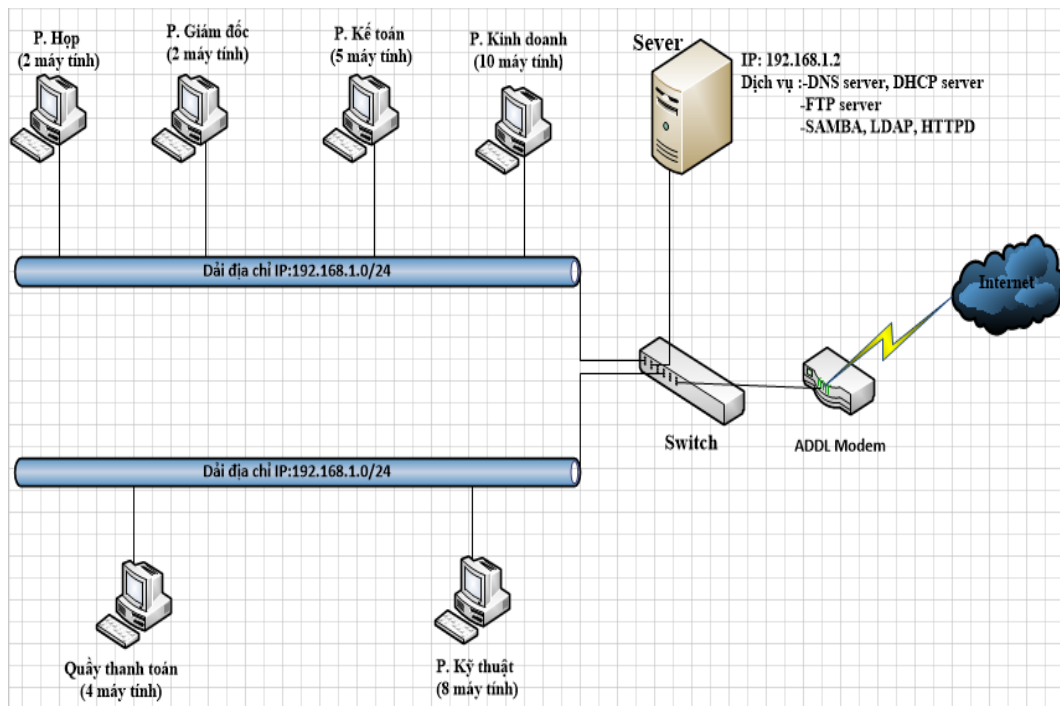 P. Họp
(2 máy tính)
P. Giám đốc
(2 máy tính)
P. Kế toán
(5 máy tính)
P. Kinh doanh
(10 máy tính)
Sever
IP: 192.168.1.2
Dịch vụ :-DNS server, DHCP server
-FTP server
-SAMBA, LDAP, HTTPD
Dải địa chỉ IP:192.168.1.0/24
Internet
Switch
ADDL Modem
Dải địa chỉ IP:192.168.1.0/24
Quầy thanh toán
(4 máy tính)
P. Kỹ thuật
(8 máy tính)